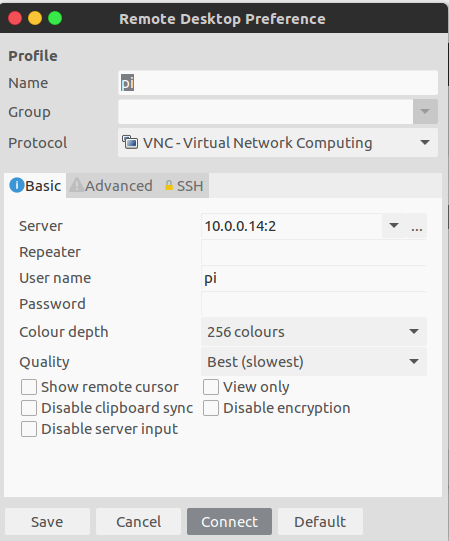 Remote Desktop Preference
Profile
Name pi
Group
Protocol VNC - Virtual Network Computing
Basic Advanced SSH
Server 10.0.0.14:2 ...
Repeater
User name pi
Password
Colour depth 256 colours
Quality Best (slowest)
Show remote cursor View only
Disable clipboard sync Disable encryption
Disable server input
Save Cancel Connect Default